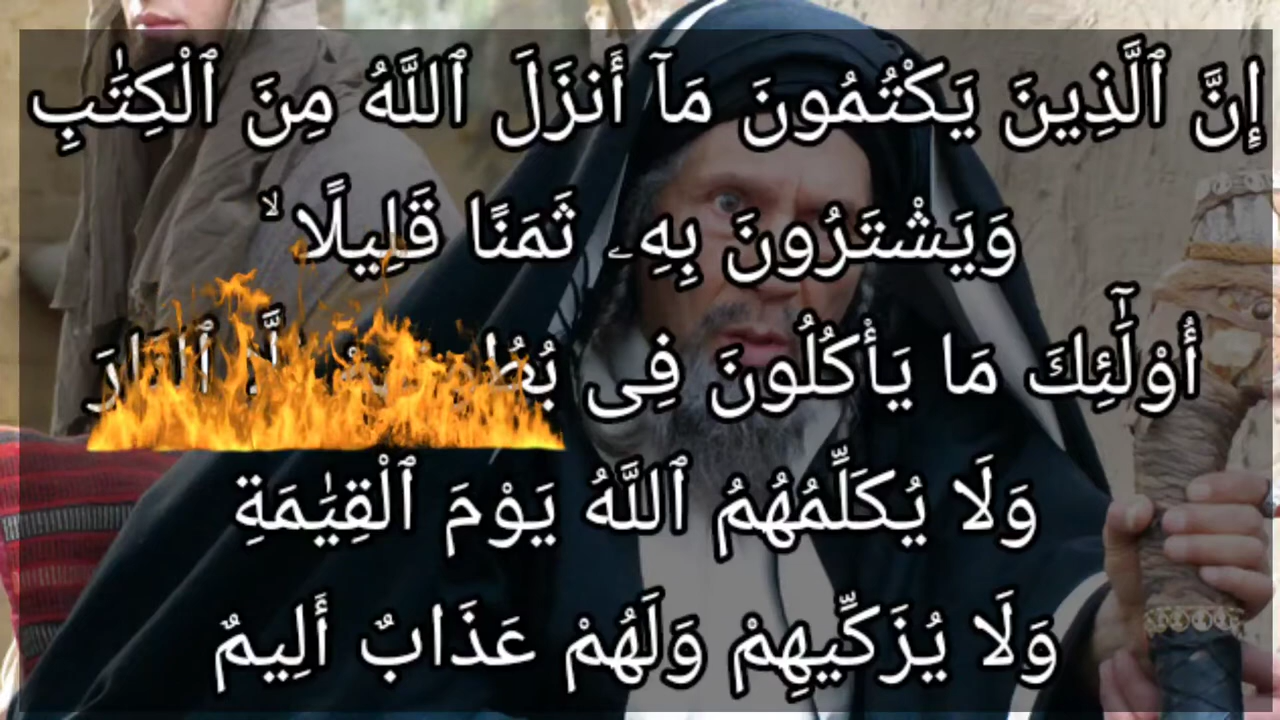 إِنَّ ٱلَّذِينَ يَكْتُمُونَ مَآ أَنزَلَ ٱللَّهُ مِنَ ٱلْكِتَٰبِ
وَيَشْتَرُونَ بِهِۦ ثَمَنًا قَلِيلًا ۙ
أُو۟لَٰٓئِكَ مَا يَأْكُلُونَ فِى
وَلَا يُكَلِّمُهُمُ ٱللَّهُ يَوْمَ ٱلْقِيَٰمَةِ
وَلَا يُزَكِّيهِمْ وَلَهُمْ عَذَابٌ أَلِيمٌ